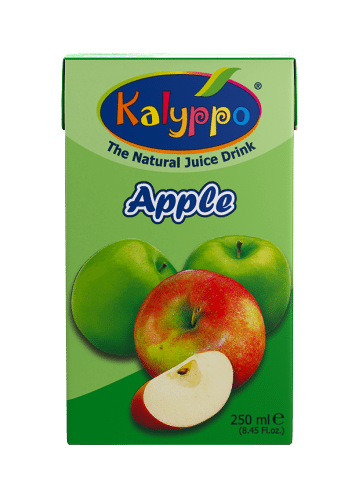 Kalyppo®
The Natural Juice Drink
Apple
250 ml ℮
(8.45 Fl.oz.)